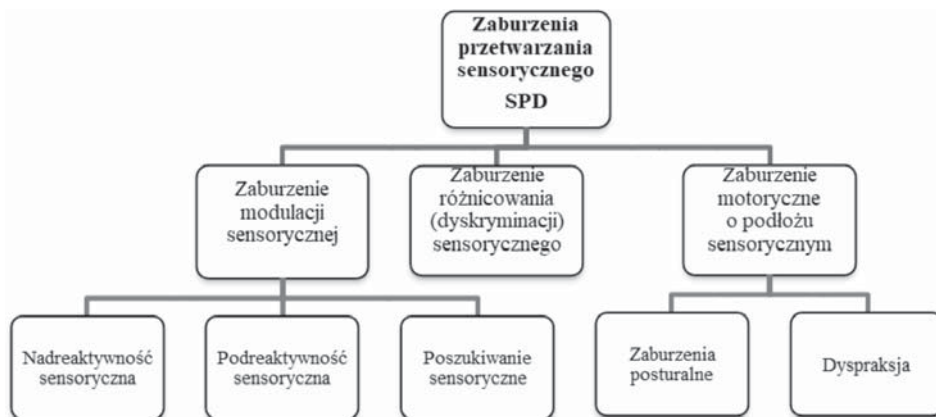 Zaburzenia
przetwarzania
sensorycznego
SPD
Zaburzenie
modulacji
sensorycznej
Zaburzenie
różnicowania
(dyskryminacji)
sensorycznego
Zaburzenie
motoryczne
o podłożu
sensorycznym
Nadreaktywność
sensoryczna
Podreaktywność
sensoryczna
Poszukiwanie
sensoryczne
Zaburzenia
posturalne
Dyspraksja